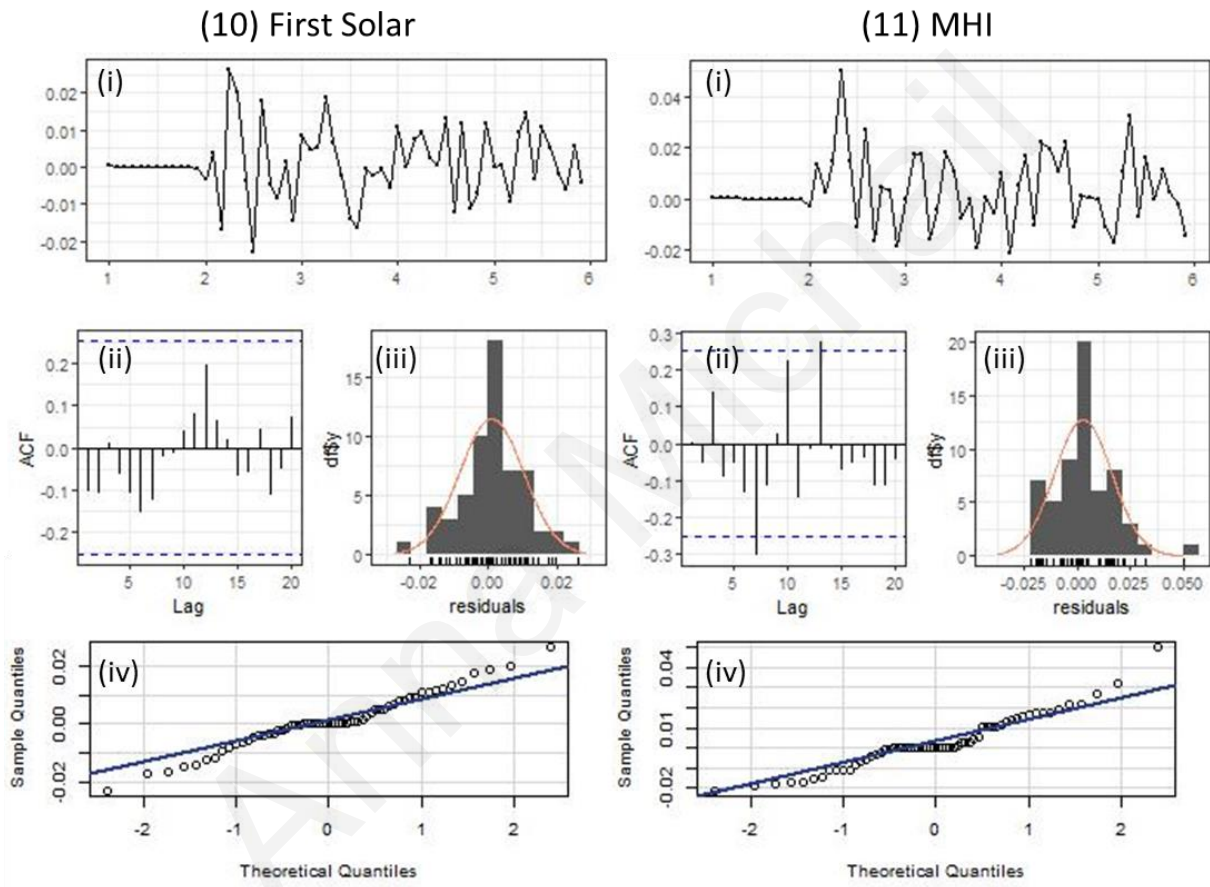 (10) First Solar
(11) MHI
(i)
0.02
0.01
0.00
-0.01
-0.02
1 2 3 4 5 6
(i)
0.04
0.02
0.00
-0.02
1 2 3 4 5 6
(ii)
0.2
0.1
0.0
-0.1
-0.2
ACF
5 10 15 20
Lag
(iii)
15
10
5
0
df$y
-0.02 0.00 0.02
residuals
(ii)
0.3
0.2
0.1
0.0
-0.1
-0.2
-0.3
ACF
5 10 15 20
Lag
(iii)
20
15
10
5
0
df$y
-0.025 0.000 0.025 0.050
residuals
(iv)
Sample Quantiles
0.02
0.00
-0.02
-2 -1 0 1 2
Theoretical Quantiles
(iv)
Sample Quantiles
0.04
0.01
-0.02
-2 -1 0 1 2
Theoretical Quantiles
Anna Michail